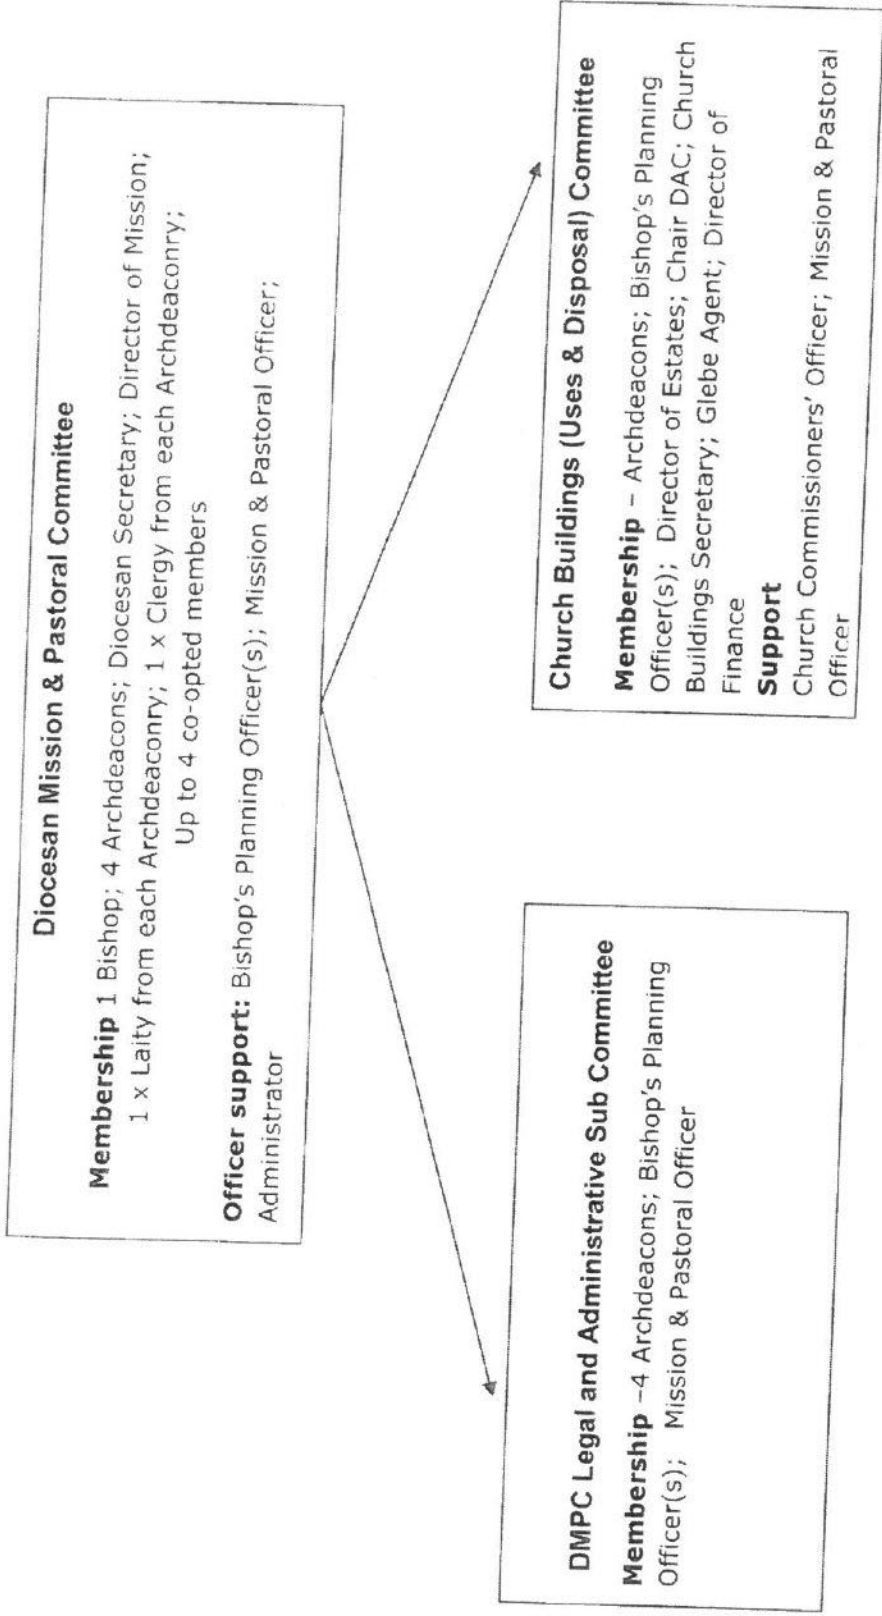 Diocesan Mission & Pastoral Committee
Membership 1 Bishop; 4 Archdeacons; Diocesan Secretary; Director of Mission;
1 x Laity from each Archdeaconry; 1 x Clergy from each Archdeaconry;
Up to 4 co-opted members
Officer support: Bishop's Planning Officer(s); Mission & Pastoral Officer;
Administrator
DMPC Legal and Administrative Sub Committee
Membership –4 Archdeacons; Bishop's Planning
Officer(s); Mission & Pastoral Officer
Church Buildings (Uses & Disposal) Committee
Membership – Archdeacons; Bishop's Planning
Officer(s); Director of Estates; Chair DAC; Church
Buildings Secretary; Glebe Agent; Director of
Finance
Support
Church Commissioners' Officer; Mission & Pastoral
Officer